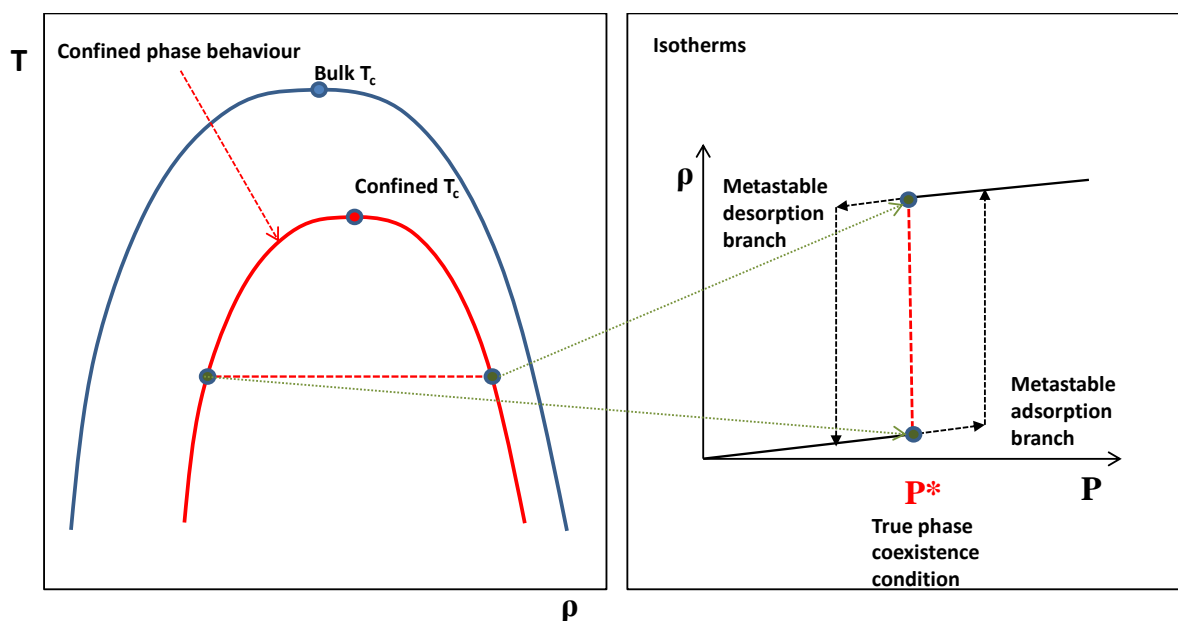 T
Confined phase behaviour
Bulk Tc
Confined Tc
ρ
Isotherms
ρ
Metastable
desorption
branch
Metastable
adsorption
branch
P*
P
True phase
coexistence
condition